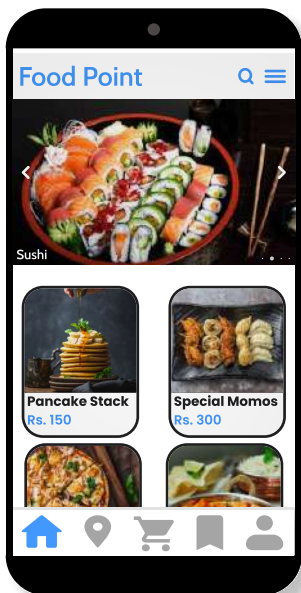 Food Point
Sushi
Pancake Stack
Rs. 150
Special Momos
Rs. 300